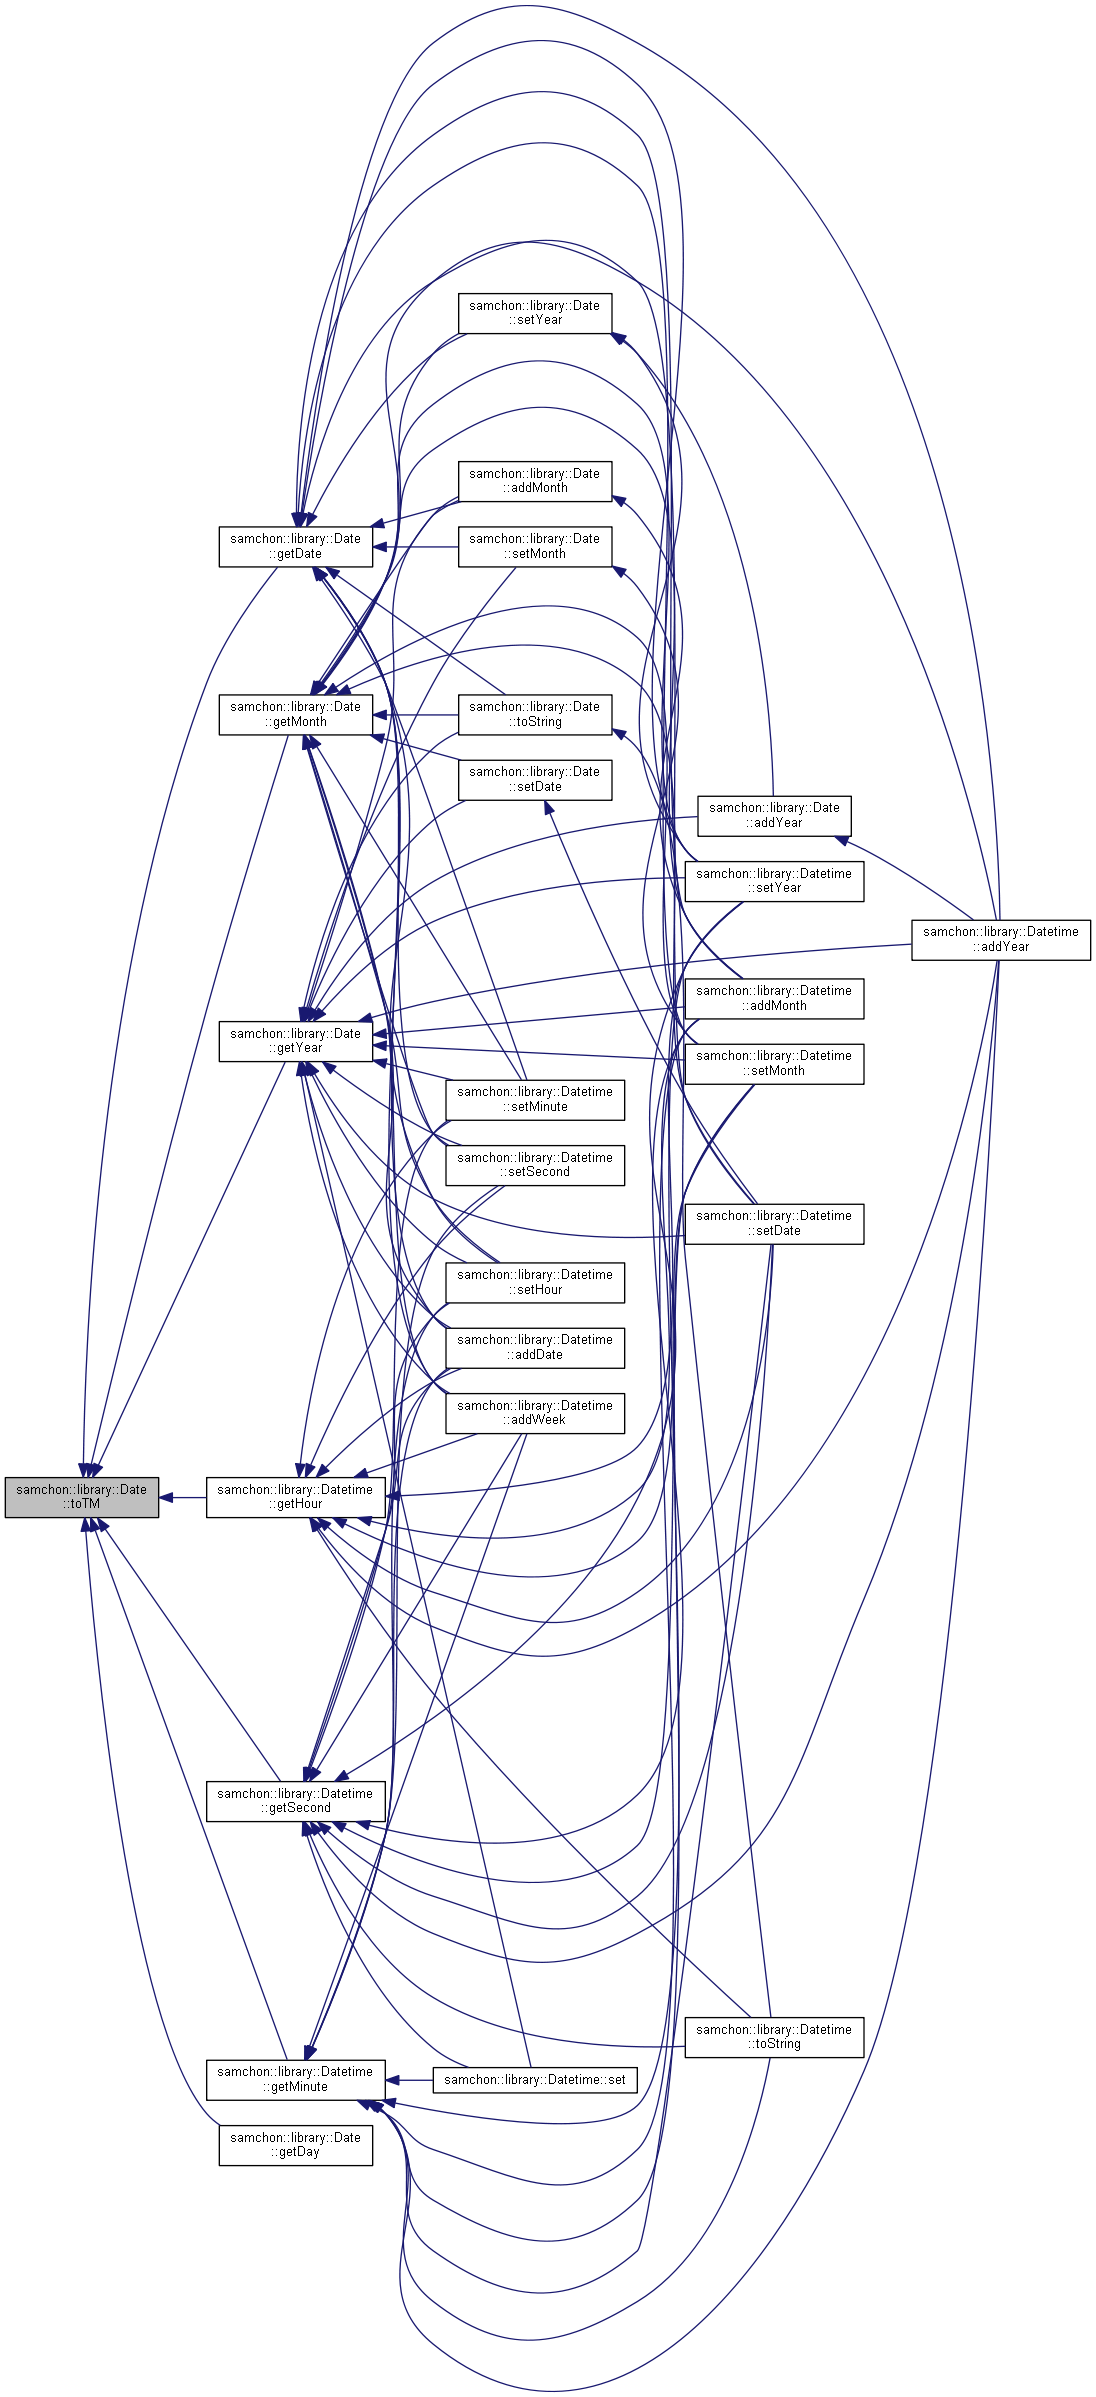 samchon::library::Date
::setYear
samchon::library::Date
::addMonth
samchon::library::Date
::getDate
samchon::library::Date
::setMonth
samchon::library::Date
::getMonth
samchon::library::Date
::toString
samchon::library::Date
::setDate
samchon::library::Date
::addYear
samchon::library::Datetime
::setYear
samchon::library::Datetime
::addYear
samchon::library::Datetime
::addMonth
samchon::library::Date
::getYear
samchon::library::Datetime
::setMonth
samchon::library::Datetime
::setMinute
samchon::library::Datetime
::setSecond
samchon::library::Datetime
::setDate
samchon::library::Datetime
::setHour
samchon::library::Datetime
::addDate
samchon::library::Datetime
::addWeek
samchon::library::Date
::toTM
samchon::library::Datetime
::getHour
samchon::library::Datetime
::getSecond
samchon::library::Datetime
::toString
samchon::library::Datetime
::getMinute
samchon::library::Datetime::set
samchon::library::Date
::getDay